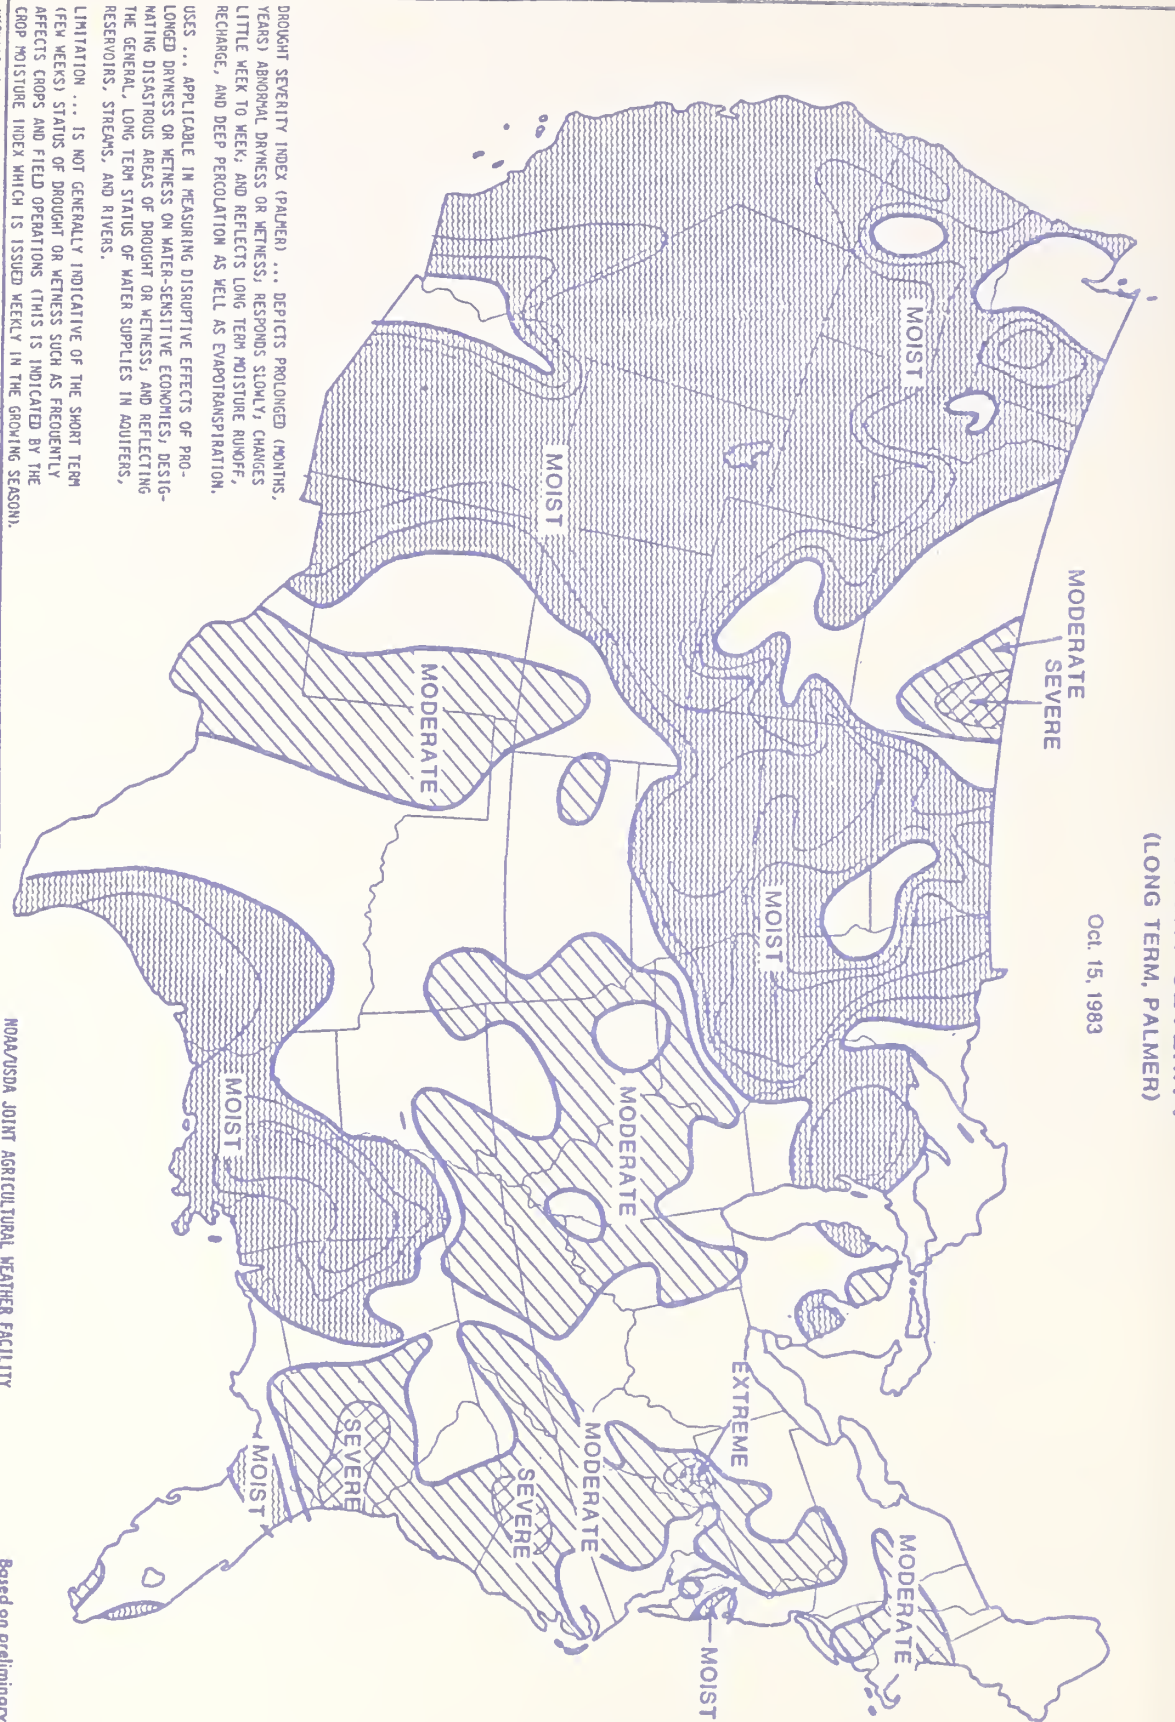 (LONG TERM, PALMER)
Oct. 15, 1983
MODERATE
SEVERE
MOIST
MOIST
MOIST
MODERATE
MODERATE
EXTREME
MODERATE
MODERATE
SEVERE
SEVERE
MOIST
MOIST
MOIST
DROUGHT SEVERITY INDEX (PALMER) ... DEPICTS PROLONGED (MONTHS,
YEARS) ABNORMAL DRYNESS OR WETNESS; RESPONDS SLOWLY; CHANGES
LITTLE WEEK TO WEEK; AND REFLECTS LONG TERM MOISTURE RUNOFF,
RECHARGE, AND DEEP PERCOLATION AS WELL AS EVAPOTRANSPIRATION.
USES ... APPLICABLE IN MEASURING DISRUPTIVE EFFECTS OF PRO-
LONGED DRYNESS OR WETNESS ON WATER-SENSITIVE ECONOMIES; DESIG-
NATING DISASTROUS AREAS OF DROUGHT OR WETNESS; AND REFLECTING
THE GENERAL, LONG TERM STATUS OF WATER SUPPLIES IN AQUIFERS,
RESERVOIRS, STREAMS, AND RIVERS.
LIMITATION ... IS NOT GENERALLY INDICATIVE OF THE SHORT TERM
(FEW WEEKS) STATUS OF DROUGHT OR WETNESS SUCH AS FREQUENTLY
AFFECTS CROPS AND FIELD OPERATIONS (THIS IS INDICATED BY THE
CROP MOISTURE INDEX WHICH IS ISSUED WEEKLY IN THE GROWING SEASON).
NOAA/USDA JOINT AGRICULTURAL WEATHER FACILITY
Based on preliminary